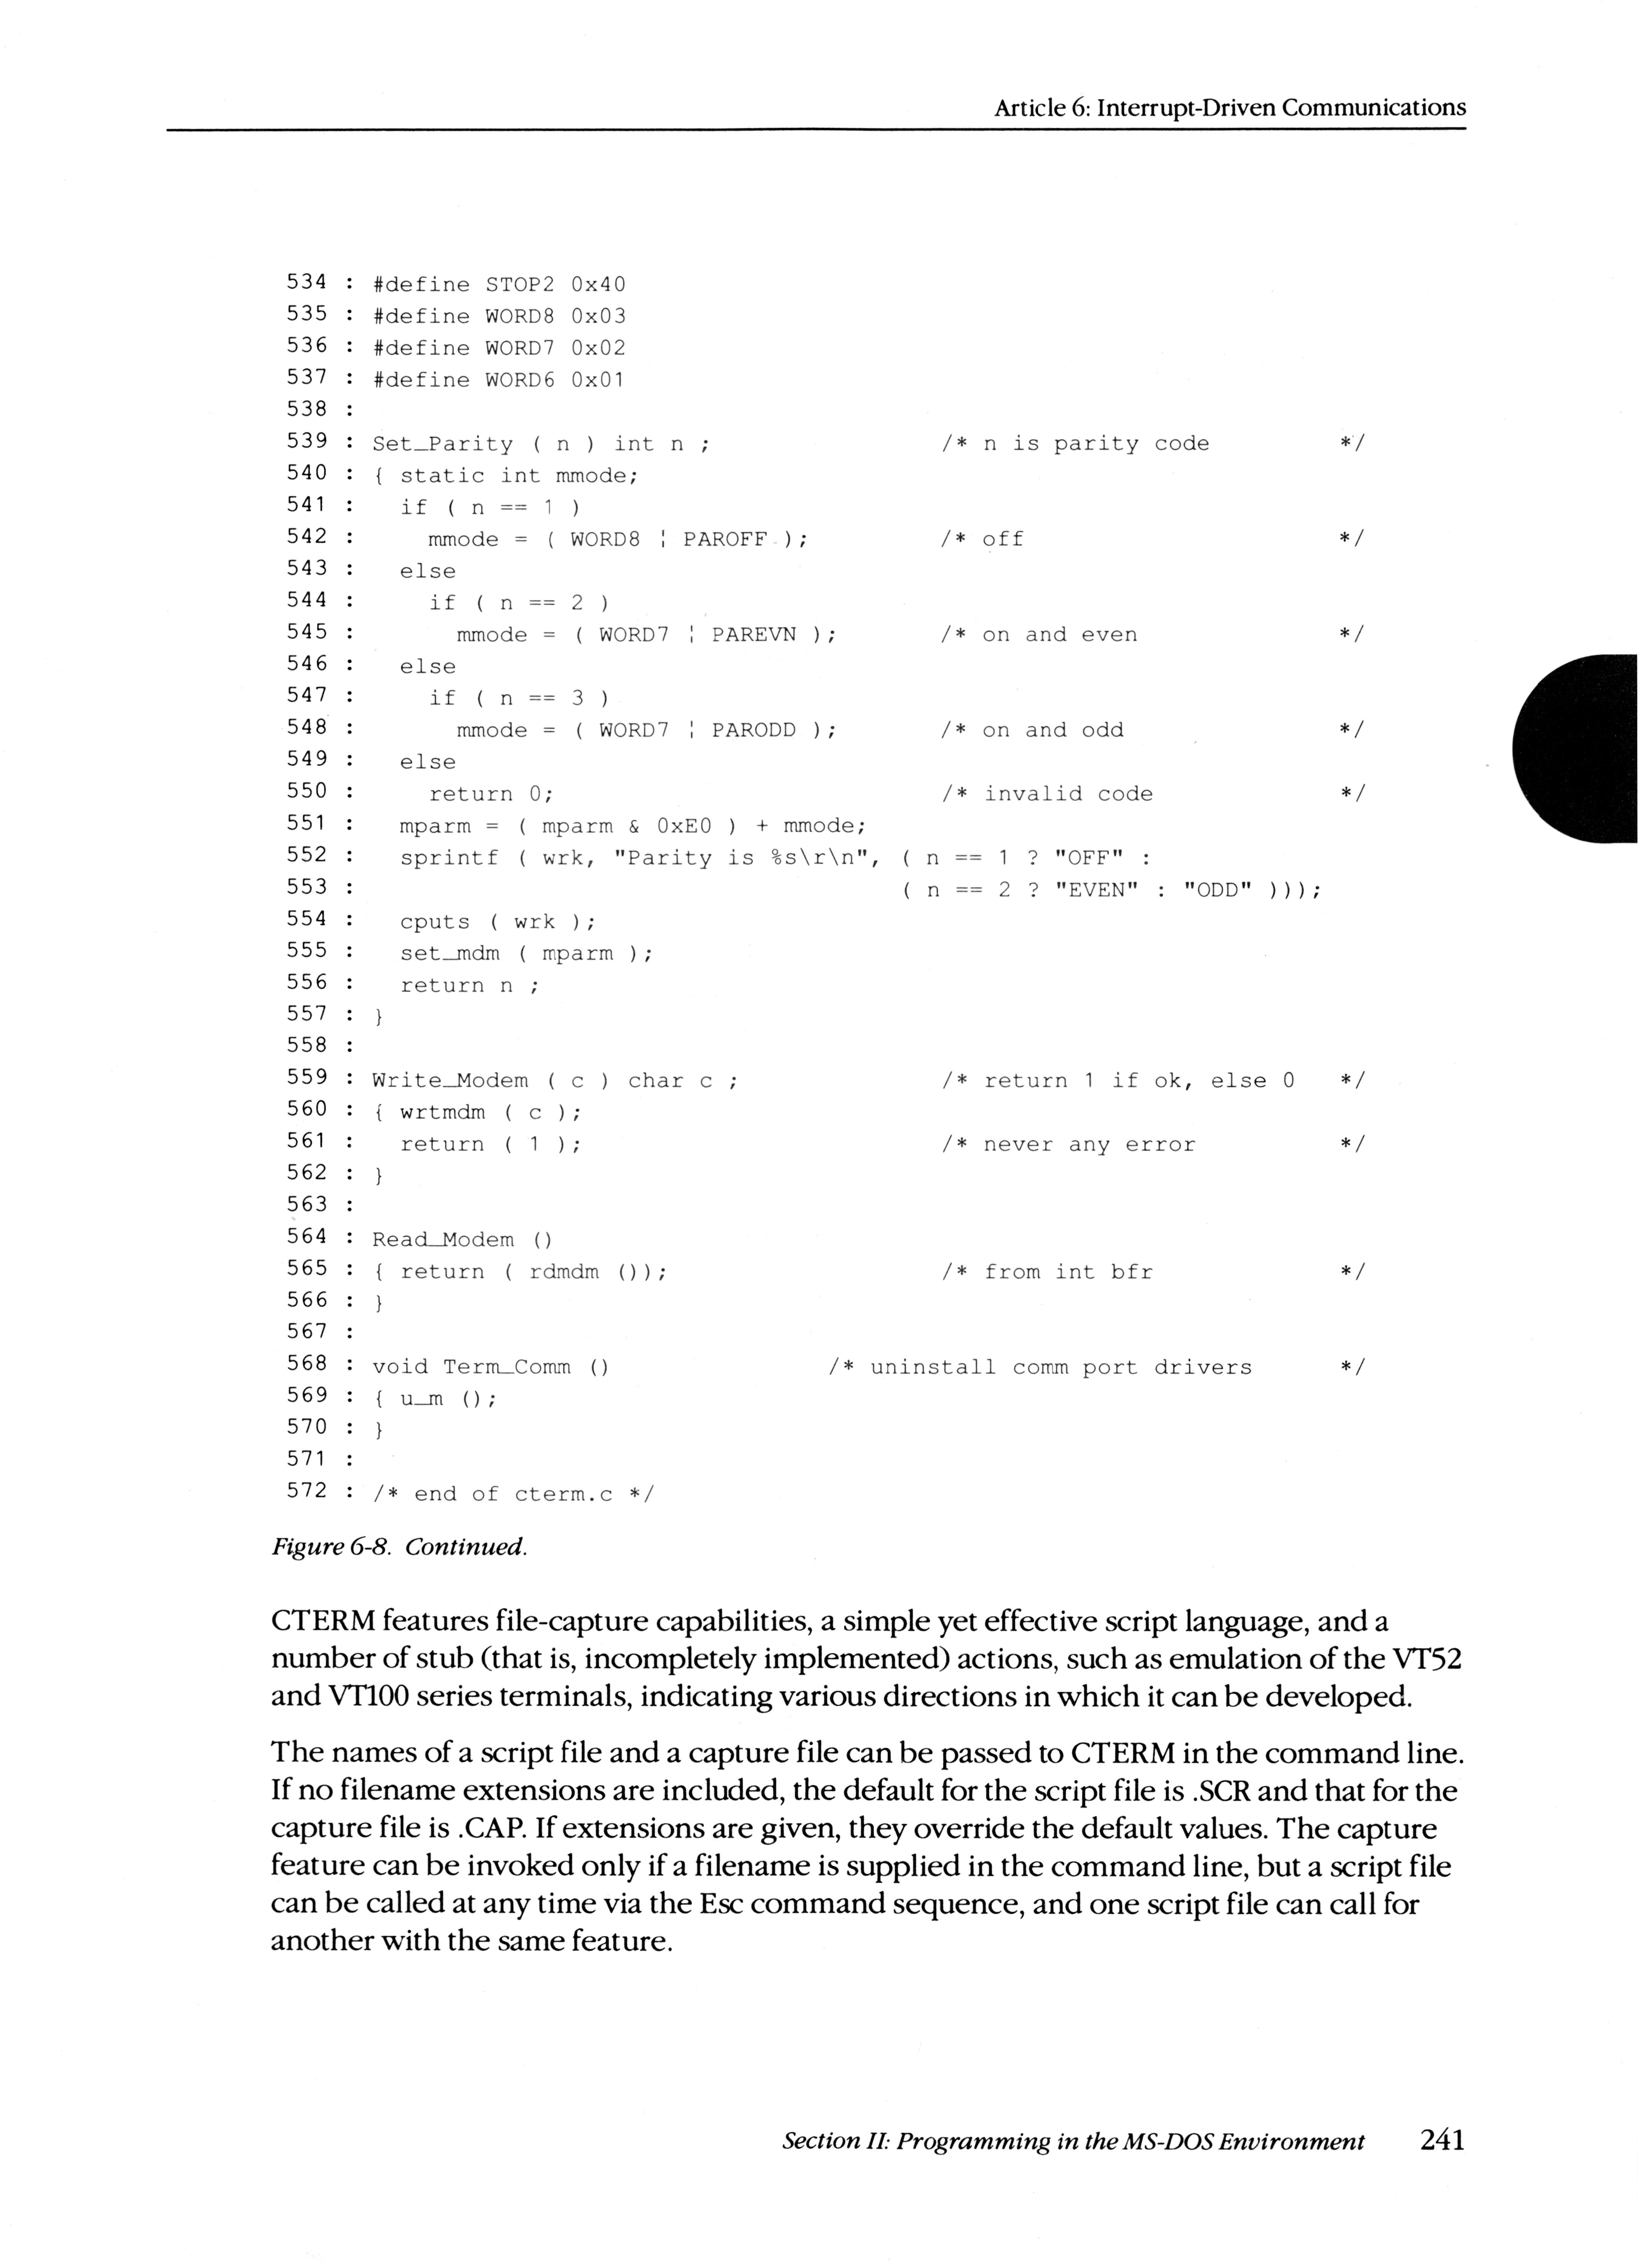 Article 6: Interrupt-Driven Communications
534 : #define STOP2 0x40
535 : #define WORD8 0x03
536 : #define WORD7 0x02
537 : #define WORD6 0x01
538 :
539 : Set_Parity ( n ) int n ; /* n is parity code */
540 : { static int mmode;
541 : if ( n == 1 )
542 : mmode = ( WORD8 ¦ PAROFF ); /* off */
543 : else
544 : if ( n == 2 )
545 : mmode = ( WORD7 ¦ PAREVN ); /* on and even */
546 : else
547 : if ( n == 3 )
548 : mmode = ( WORD7 ¦ PARODD ); /* on and odd */
549 : else
550 : return 0; /* invalid code */
551 : mparm = ( mparm & 0xE0 ) + mmode;
552 : sprintf ( wrk, "Parity is %s\r\n", ( n == 1 ? "OFF" :
553 : ( n == 2 ? "EVEN" : "ODD" )));
554 : cputs ( wrk );
555 : set_mdm ( mparm );
556 : return n ;
557 : }
558 :
559 : Write_Modem ( c ) char c ; /* return 1 if ok, else 0 */
560 : { wrtmdm ( c );
561 : return ( 1 ); /* never any error */
562 : }
563 :
564 : Read_Modem ()
565 : { return ( rdmdm ()); /* from int bfr */
566 : }
567 :
568 : void Term_Comm () /* uninstall comm port drivers */
569 : { u_m ();
570 : }
571 :
572 : /* end of cterm.c */
Figure 6-8. Continued.
CTERM features file-capture capabilities, a simple yet effective script language, and a
number of stub (that is, incompletely implemented) actions, such as emulation of the VT52
and VT100 series terminals, indicating various directions in which it can be developed.
The names of a script file and a capture file can be passed to CTERM in the command line.
If no filename extensions are included, the default for the script file is .SCR and that for the
capture file is .CAP. If extensions are given, they override the default values. The capture
feature can be invoked only if a filename is supplied in the command line, but a script file
can be called at any time via the Esc command sequence, and one script file can call for
another with the same feature.
Section II: Programming in the MS-DOS Environment 241